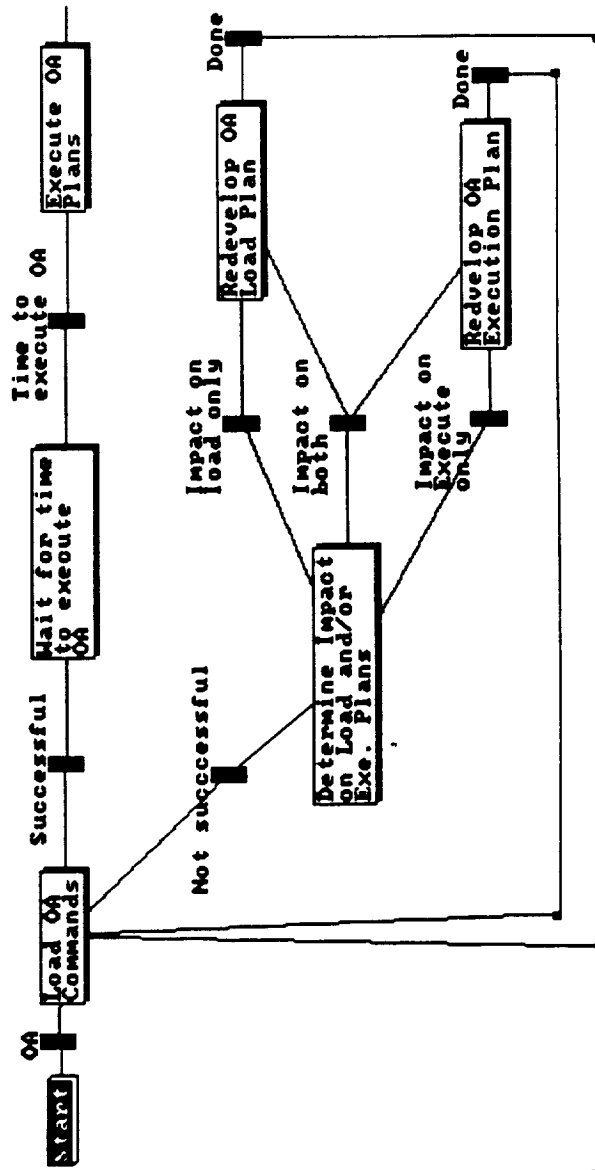 Start
OA
Load OA
Commands
Successful
Wait for time
to execute
OA
Time to
execute OA
Execute OA
Plans
Not succcessful
Determine Impact
on Load and/or
Exe. Plans
Impact on
load only
Redevelop OA
Load Plan
Done
Impact on
both
Impact on
Execute
only
Redvelop OA
Execution Plan
Done